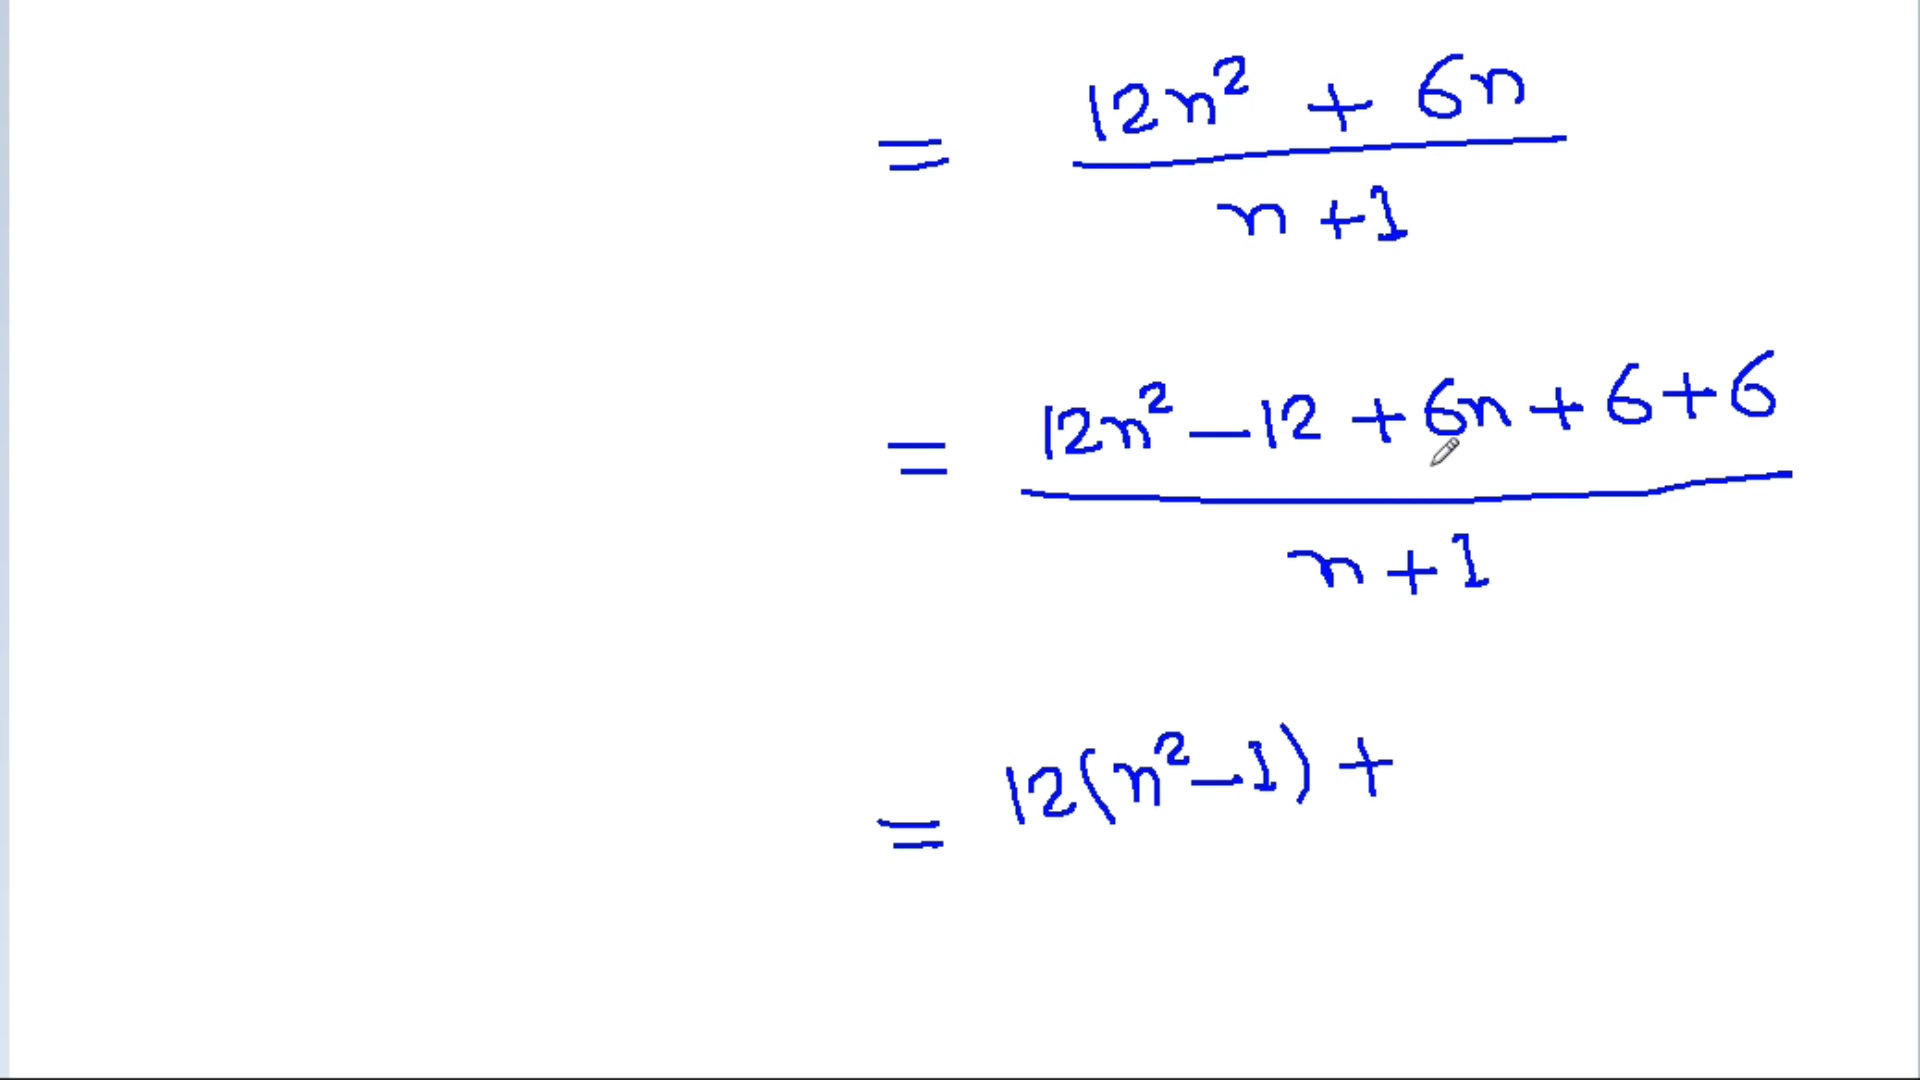 = 12n² + 6n
n + 1
= 12n² - 12 + 6n + 6 + 6
n + 1
= 12(n² - 1) +